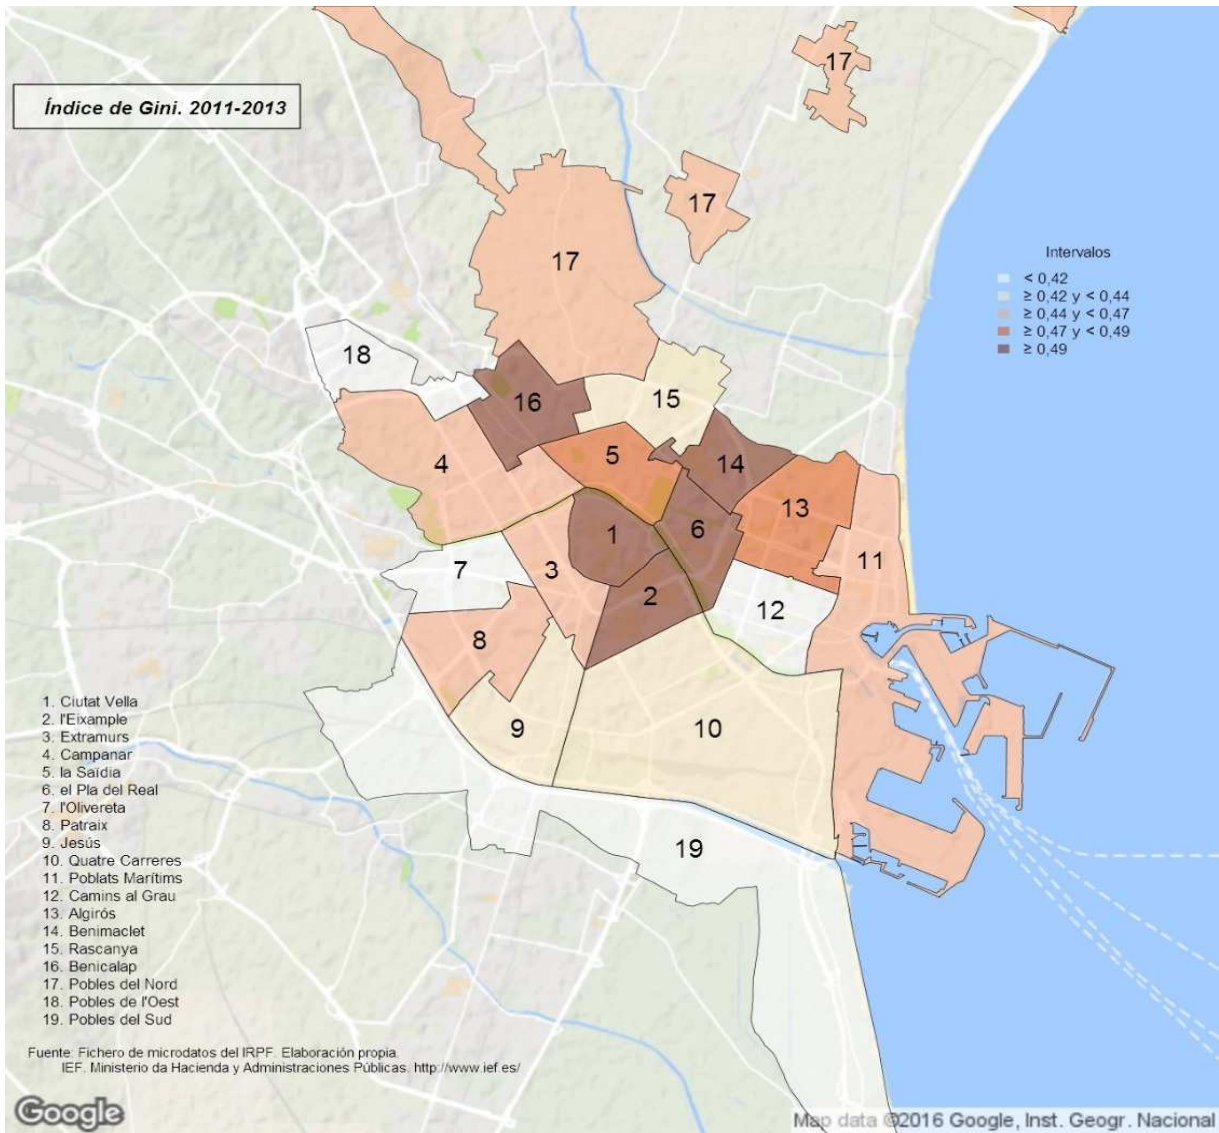 Índice de Gini. 2011-2013
17
17
17
Intervalos
< 0,42
≥ 0,42 y < 0,44
≥ 0,44 y < 0,47
≥ 0,47 y < 0,49
≥ 0,49
18
16
15
4
5
14
13
1
6
11
7
3
2
12
8
9
10
19
1. Ciutat Vella
2. l'Eixample
3. Extramurs
4. Campanar
5. la Saïdia
6. el Pla del Real
7. l'Olivereta
8. Patraix
9. Jesús
10. Quatre Carreres
11. Poblats Marítims
12. Camins al Grau
13. Algirós
14. Benimaclet
15. Rascanya
16. Benicalap
17. Pobles del Nord
18. Pobles de l'Oest
19. Pobles del Sud
Fuente: Fichero de microdatos del IRPF. Elaboración propia.
IEF. Ministerio da Hacienda y Administraciones Públicas. http://www.ief.es/
Google
Map data ©2016 Google, Inst. Geogr. Nacional